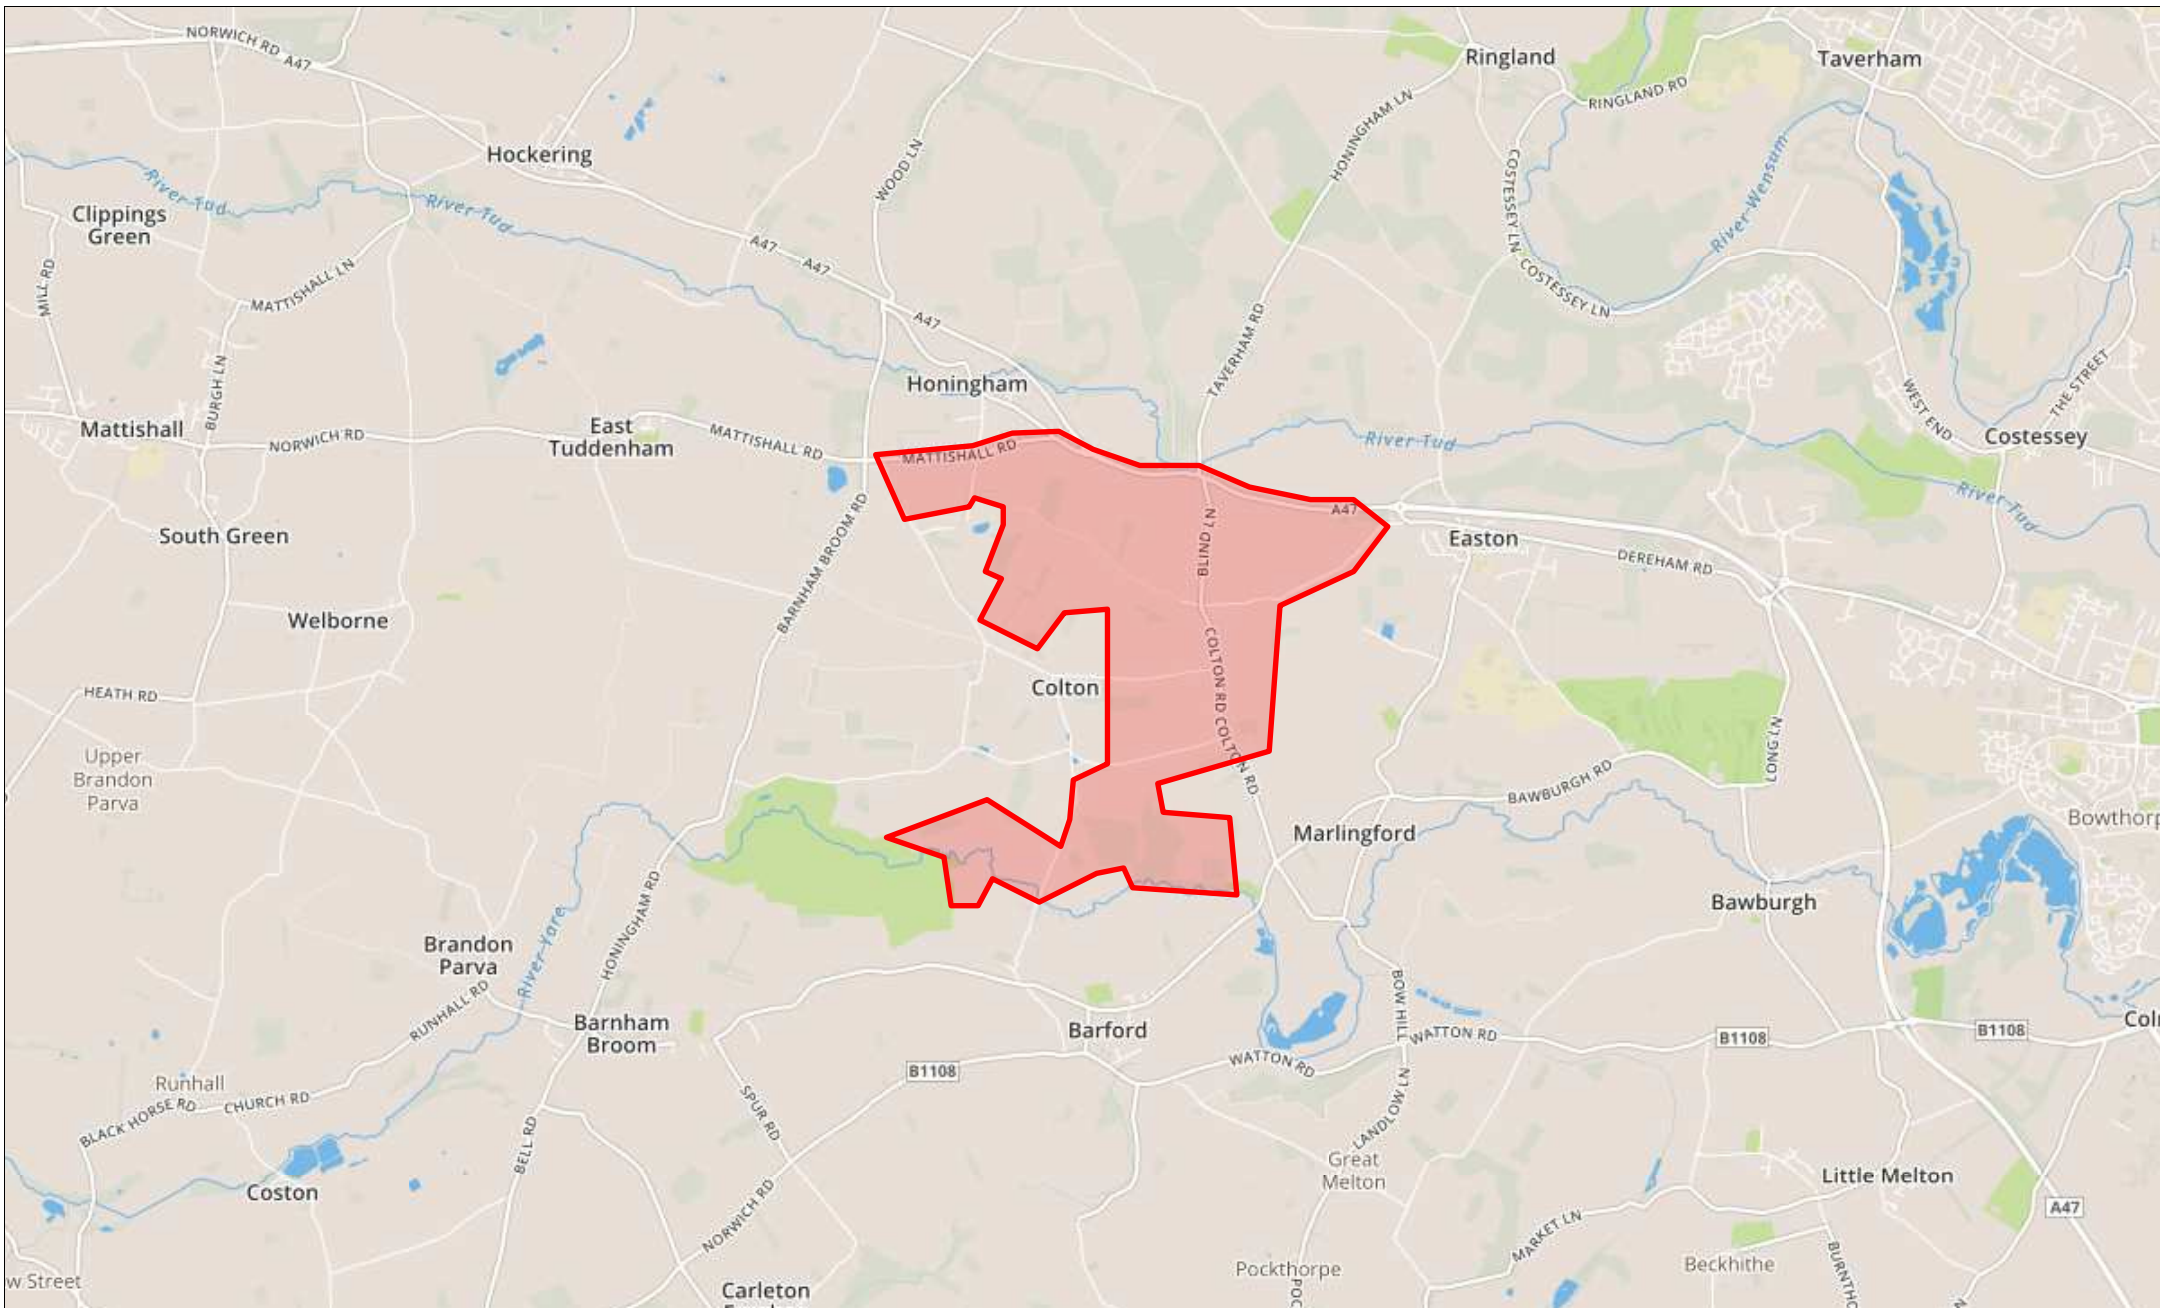 NORWICH RD
A47
Ringland
Taverham
RINGLAND RD
HONINGHAM LN
Hockering
WOOD LN
COSTESSEY LN
River Wensum
River Tud
River Tud
Clippings
Green
A47
A47
MILL RD
MATTISHALL LN
COSTESSEY LN
A47
TAVERHAM RD
BURGH LN
Honingham
THE STREET
WEST END
Mattishall
NORWICH RD
East
Tuddenham
MATTISHALL RD
MATTISHALL RD
River Tud
Costessey
River Tud
A47
South Green
BARNHAM BROOM RD
BLIND LN
Easton
DEREHAM RD
Welborne
HEATH RD
Colton
COLTON RD
COLTON RD
LONG LN
Upper
Brandon
Parva
BAWBURGH RD
Marlingford
Bowthorp
Bawburgh
HONINGHAM RD
River Yare
Brandon
Parva
RUNHALL RD
BOW HILL
Barnham
Broom
Barford
WATTON RD
WATTON RD
B1108
B1108
Coln
B1108
Runhall
BLACK HORSE RD
CHURCH RD
SPUR RD
BELL RD
LANDLOW LN
Great
Melton
Little Melton
Coston
NORWICH RD
A47
MARKET LN
w Street
Pockthorpe
Beckhithe
BURNTHO
POC
Carleton